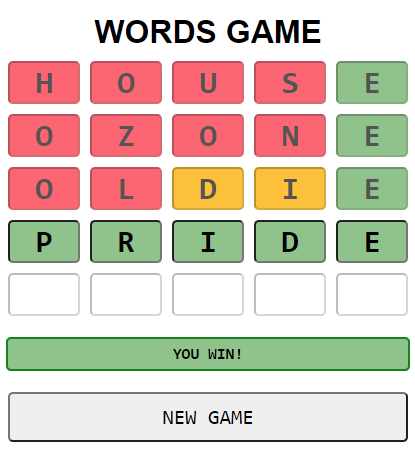 WORDS GAME
H O U S E
O Z O N E
O L D I E
P R I D E
YOU WIN!
NEW GAME